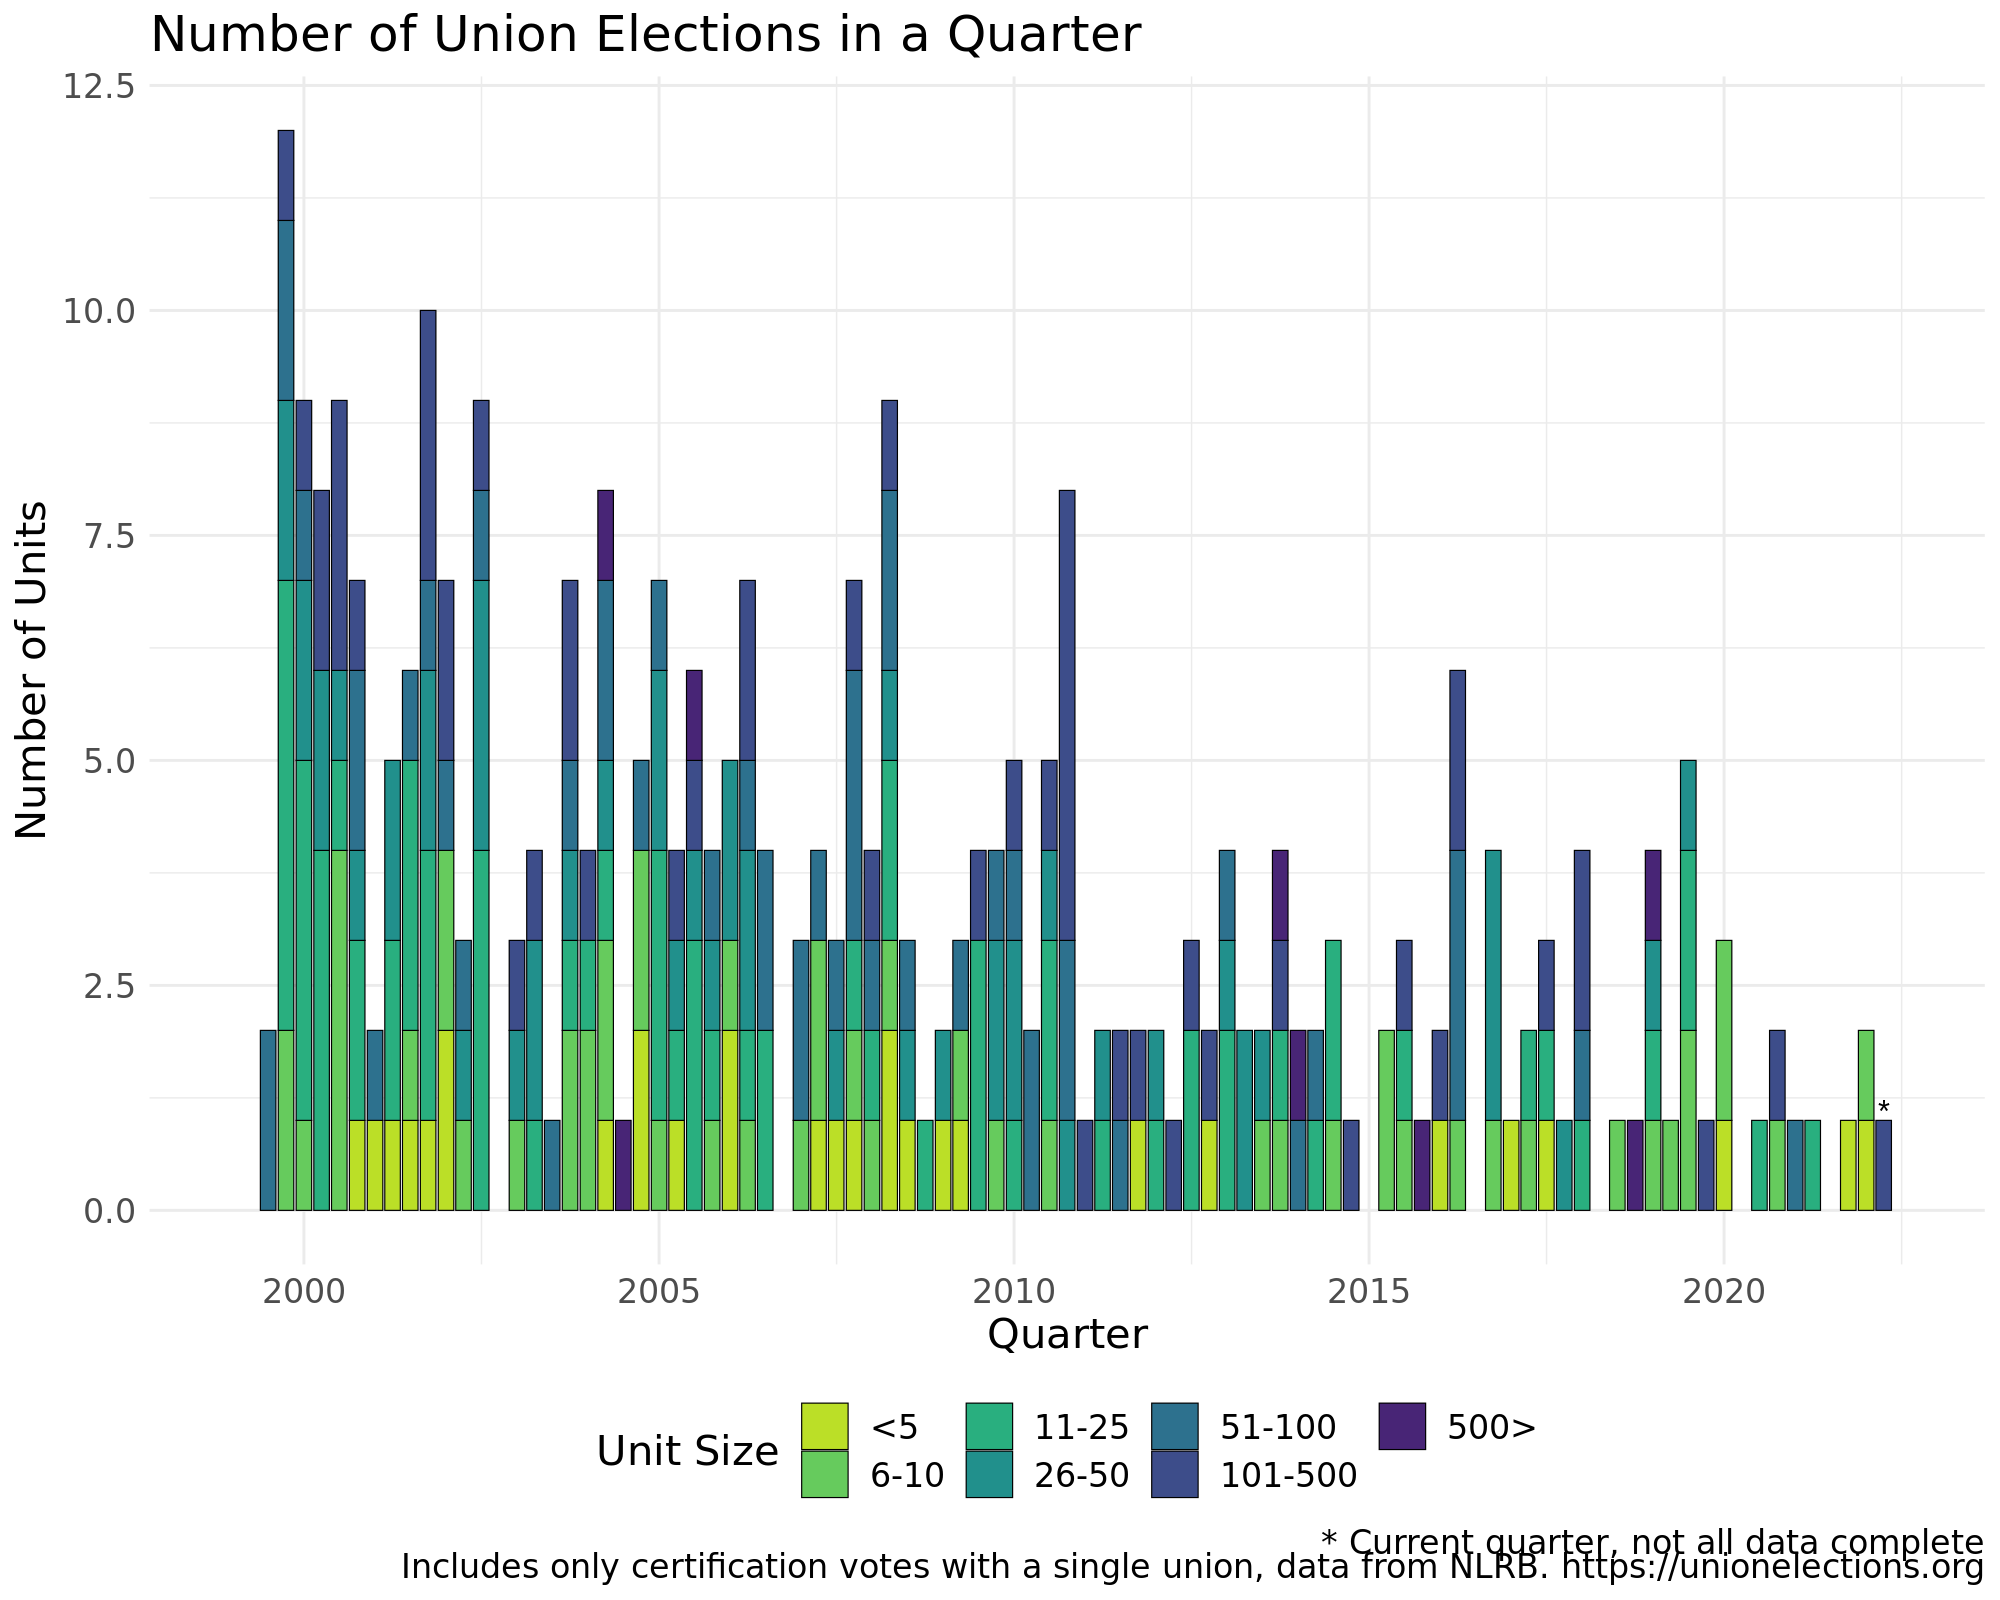 Number of Union Elections in a Quarter
12.5
10.0
7.5
5.0
2.5
0.0
Number of Units
*
2000 2005 2010 2015 2020
Quarter
Unit Size
<5 11-25 51-100 500>
6-10 26-50 101-500
* Current quarter, not all data complete
Includes only certification votes with a single union, data from NLRB. https://unionelections.org